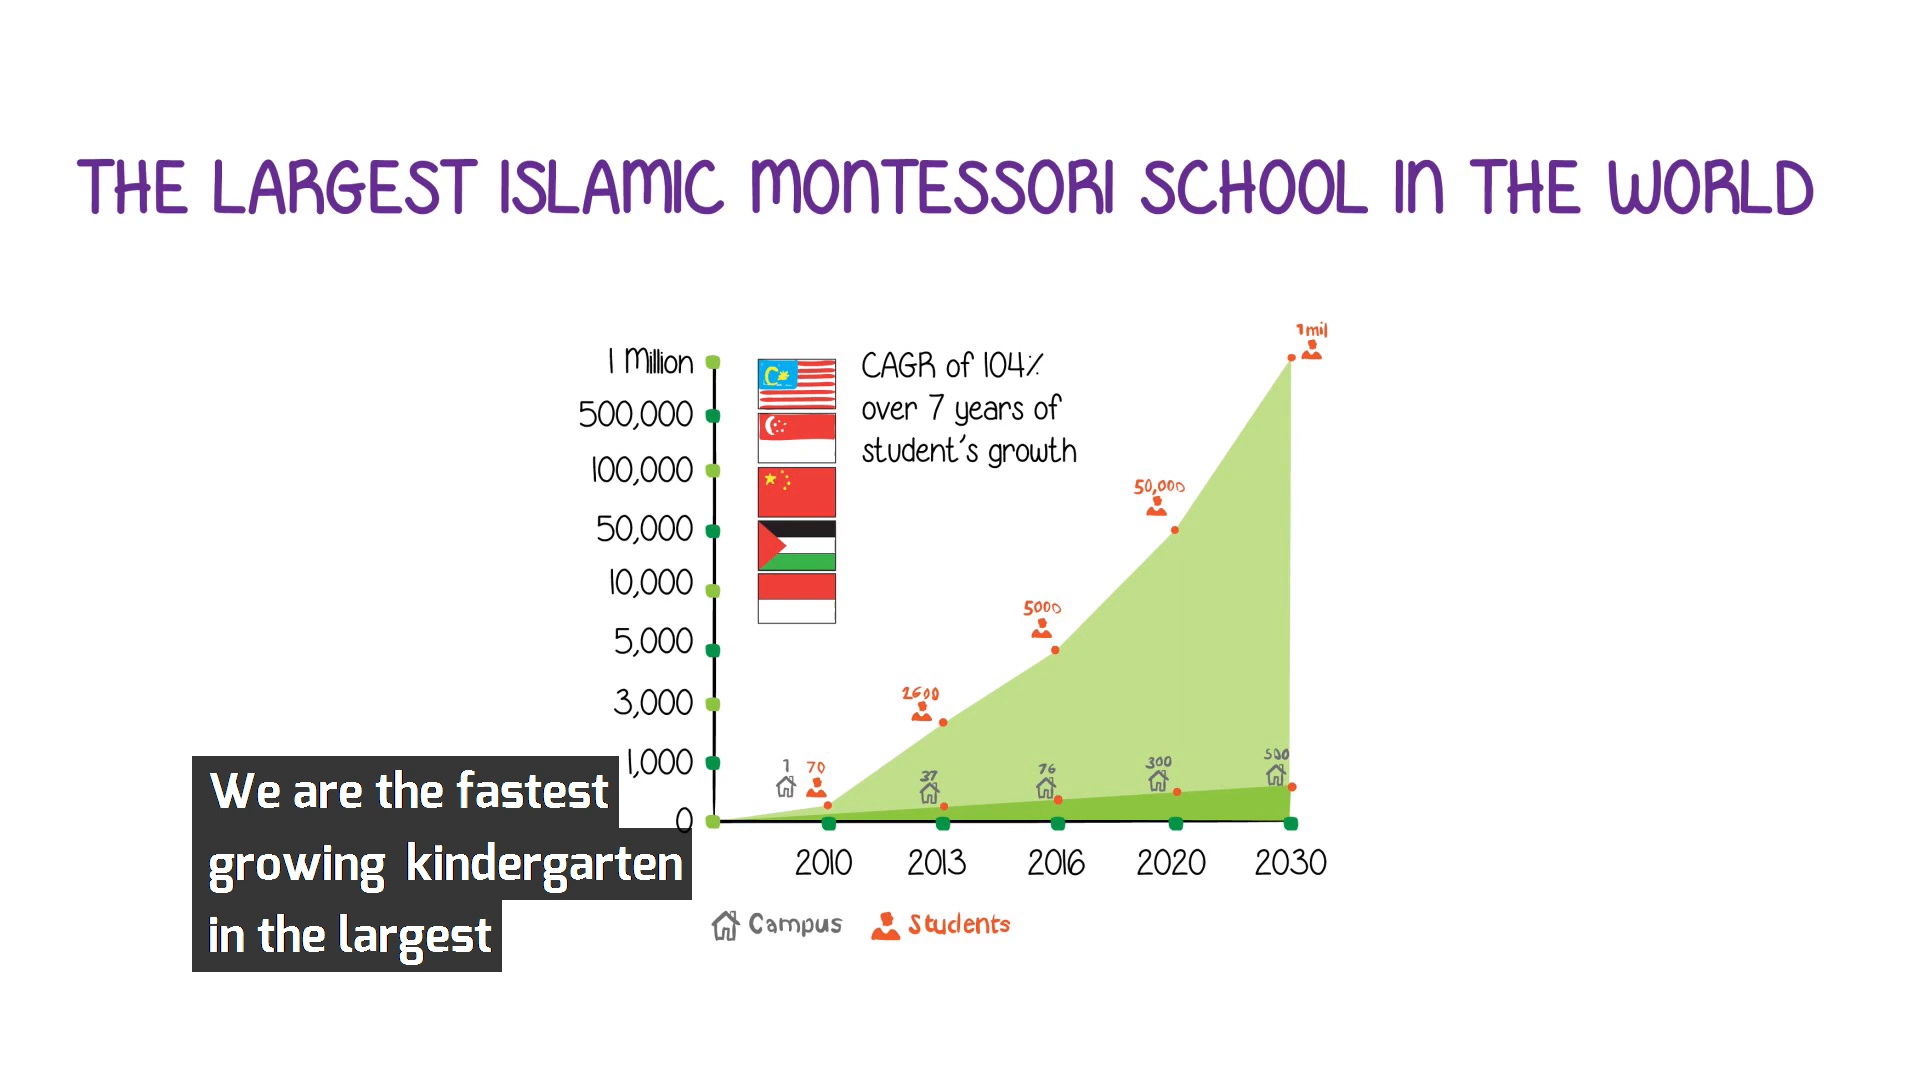 THE LARGEST ISLAMIC MONTESSORI SCHOOL IN THE WORLD
1 Million
500,000
100,000
50,000
10,000
5,000
3,000
1,000
0
CAGR of 104%
over 7 years of
student's growth
1 mil
50,000
5000
2600
1 70
37
76
300
500
2010 2013 2016 2020 2030
Campus Students
We are the fastest
growing kindergarten
in the largest